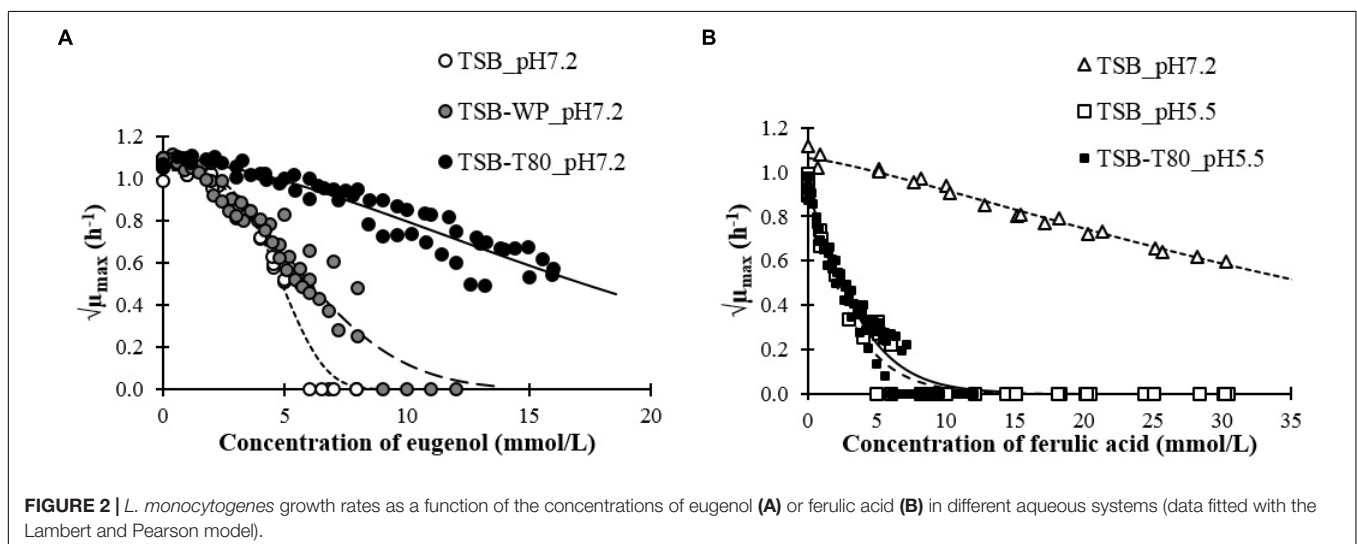 A
TSB_pH7.2
TSB-WP_pH7.2
TSB-T80_pH7.2
1.2
1.0
0.8
0.6
0.4
0.2
0.0
√μmax (h-1)
0 5 10 15 20
Concentration of eugenol (mmol/L)
B
TSB_pH7.2
TSB_pH5.5
TSB-T80_pH5.5
1.2
1.0
0.8
0.6
0.4
0.2
0.0
√μmax (h-1)
0 5 10 15 20 25 30 35
Concentration of ferulic acid (mmol/L)
FIGURE 2 | L. monocytogenes growth rates as a function of the concentrations of eugenol (A) or ferulic acid (B) in different aqueous systems (data fitted with the
Lambert and Pearson model).